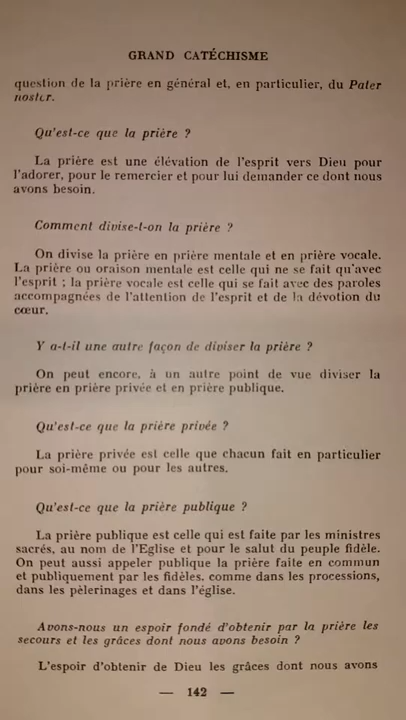 GRAND CATÉCHISME
question de la prière en général et, en particulier, du Pater
noster.
Qu'est-ce que la prière ?
La prière est une élévation de l'esprit vers Dieu pour
l'adorer, pour le remercier et pour lui demander ce dont nous
avons besoin.
Comment divise-t-on la prière ?
On divise la prière en prière mentale et en prière vocale.
La prière ou oraison mentale est celle qui ne se fait qu'avec
l'esprit ; la prière vocale est celle qui se fait avec des paroles
accompagnées de l'attention de l'esprit et de la dévotion du
cœur.
Y a-t-il une autre façon de diviser la prière ?
On peut encore, à un autre point de vue diviser la
prière en prière privée et en prière publique.
Qu'est-ce que la prière privée ?
La prière privée est celle que chacun fait en particulier
pour soi-même ou pour les autres.
Qu'est-ce que la prière publique ?
La prière publique est celle qui est faite par les ministres
sacrés, au nom de l'Eglise et pour le salut du peuple fidèle.
On peut aussi appeler publique la prière faite en commun
et publiquement par les fidèles, comme dans les processions,
dans les pèlerinages et dans l'église.
Avons-nous un espoir fondé d'obtenir par la prière les
secours et les grâces dont nous avons besoin ?
L'espoir d'obtenir de Dieu les grâces dont nous avons
— 142 —